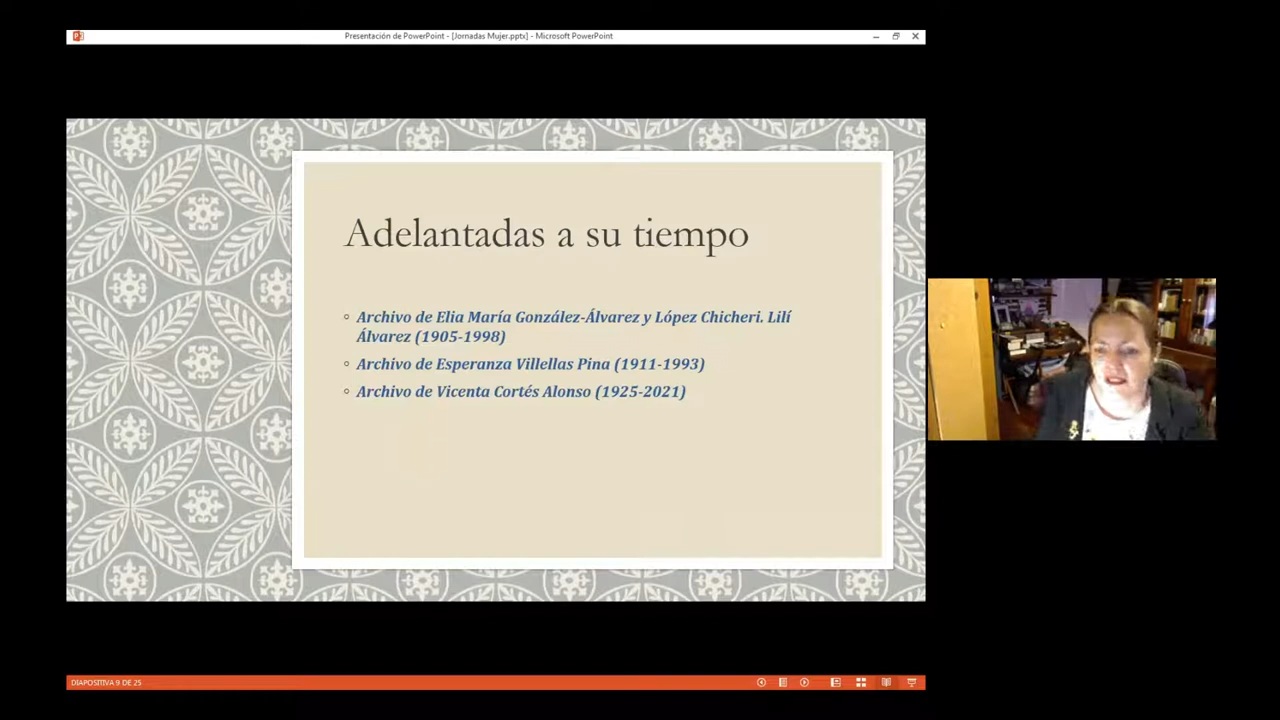 Presentación de PowerPoint - [Jornadas Mujer.pptx] - Microsoft PowerPoint
Adelantadas a su tiempo
Archivo de Elia María González-Álvarez y López Chicheri. Lilí
Álvarez (1905-1998)
Archivo de Esperanza Villellas Pina (1911-1993)
Archivo de Vicenta Cortés Alonso (1925-2021)
DIAPOSITIVA 9 DE 25